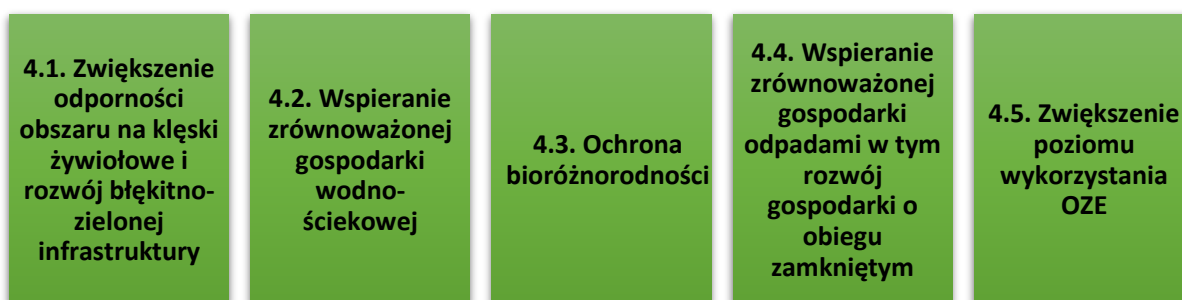 4.1. Zwiększenie
odporności
obszaru na klęski
żywiołowe i
rozwój błękitno-
zielonej
infrastruktury
4.2. Wspieranie
zrównoważonej
gospodarki
wodno-
ściekowej
4.3. Ochrona
bioróżnorodności
4.4. Wspieranie
zrównoważonej
gospodarki
odpadami w tym
rozwój
gospodarki o
obiegu
zamkniętym
4.5. Zwiększenie
poziomu
wykorzystania
OZE